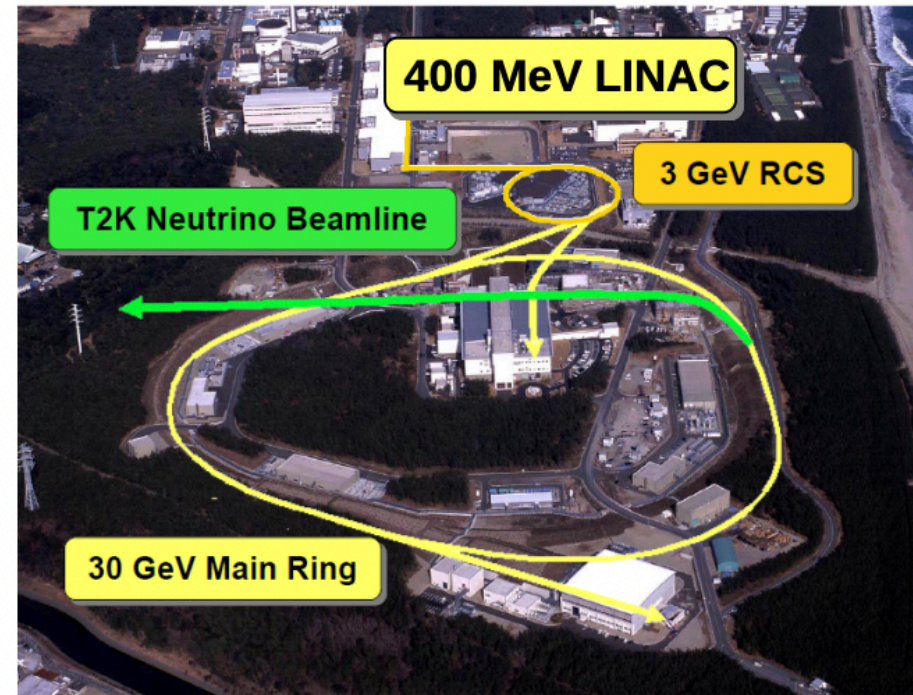 400 MeV LINAC
3 GeV RCS
T2K Neutrino Beamline
30 GeV Main Ring